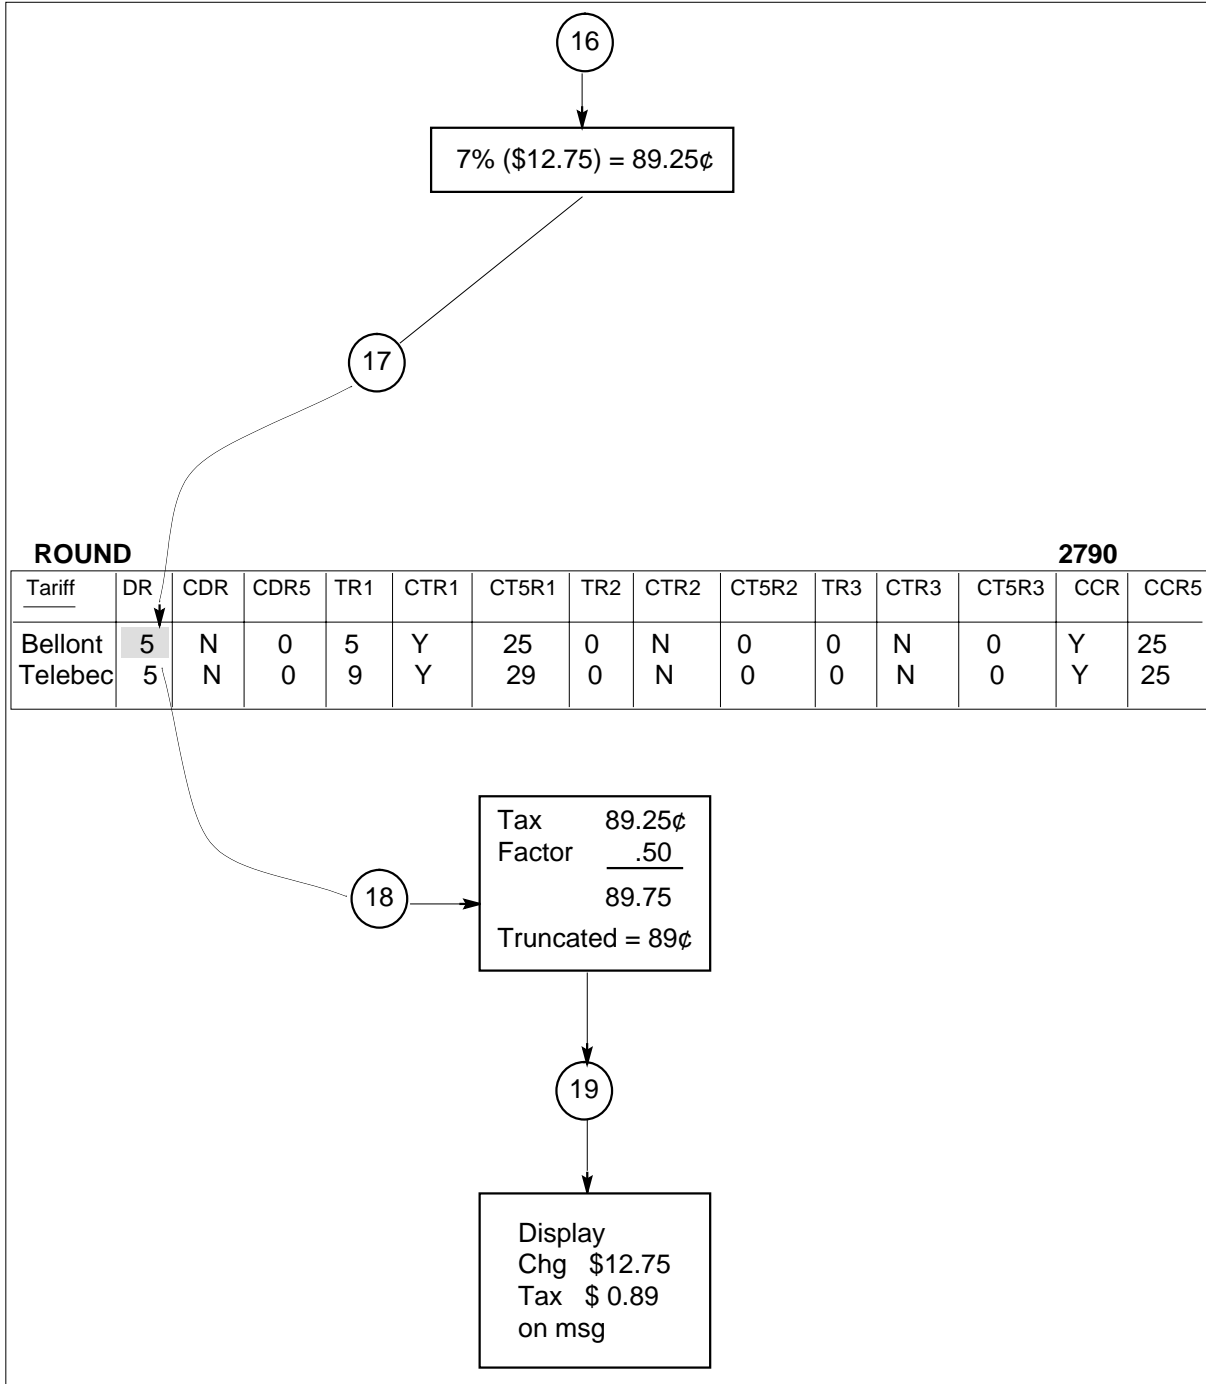 16
7% ($12.75) = 89.25¢
17
ROUND 2790
Tariff DR CDR CDR5 TR1 CTR1 CT5R1 TR2 CTR2 CT5R2 TR3 CTR3 CT5R3 CCR CCR5
Bellont 5 N 0 5 Y 25 0 N 0 0 N 0 Y 25
Telebec 5 N 0 9 Y 29 0 N 0 0 N 0 Y 25
Tax 89.25¢
Factor .50
89.75
18
Truncated = 89¢
19
Display
Chg $12.75
Tax $ 0.89
on msg